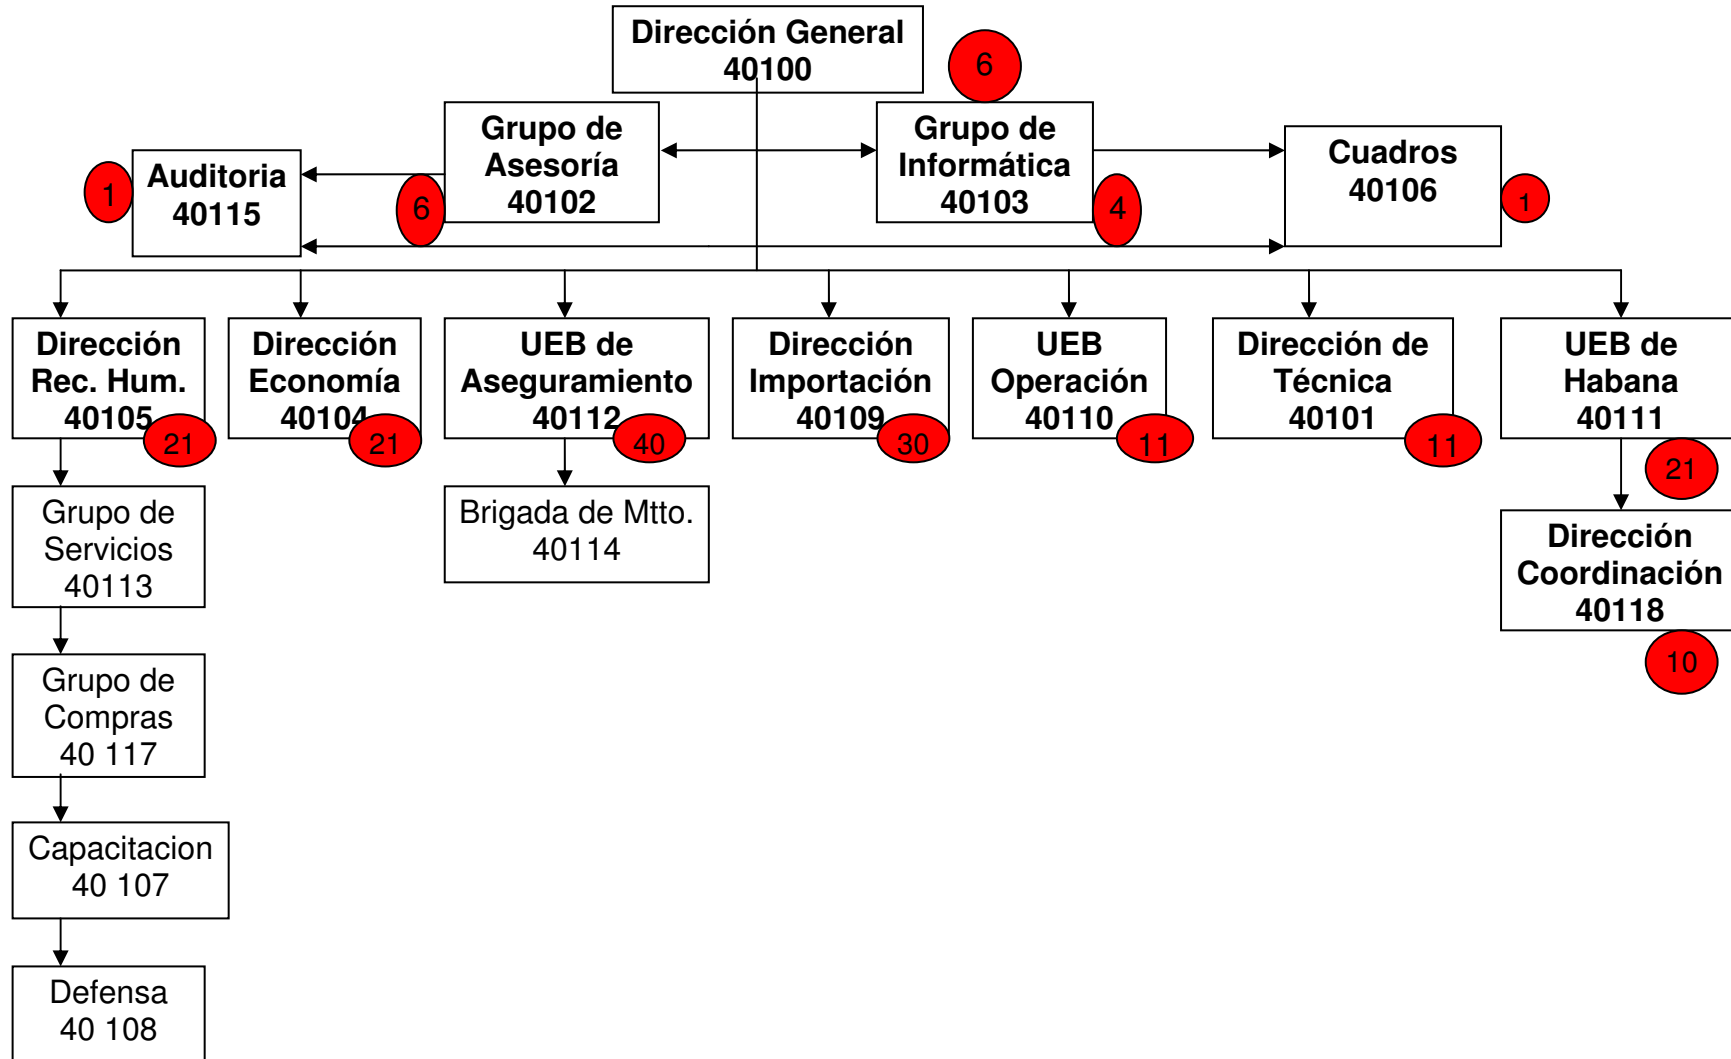 Dirección General
40100
6
Grupo de
Asesoría
40102
6
Grupo de
Informática
40103
4
Auditoria
40115
1
Cuadros
40106
1
Dirección
Rec. Hum.
40105
21
Dirección
Economía
40104
21
UEB de
Aseguramiento
40112
40
Dirección
Importación
40109
30
UEB
Operación
40110
11
Dirección de
Técnica
40101
11
UEB de
Habana
40111
21
Grupo de
Servicios
40113
Brigada de Mtto.
40114
Dirección
Coordinación
40118
10
Grupo de
Compras
40 117
Capacitacion
40 107
Defensa
40 108